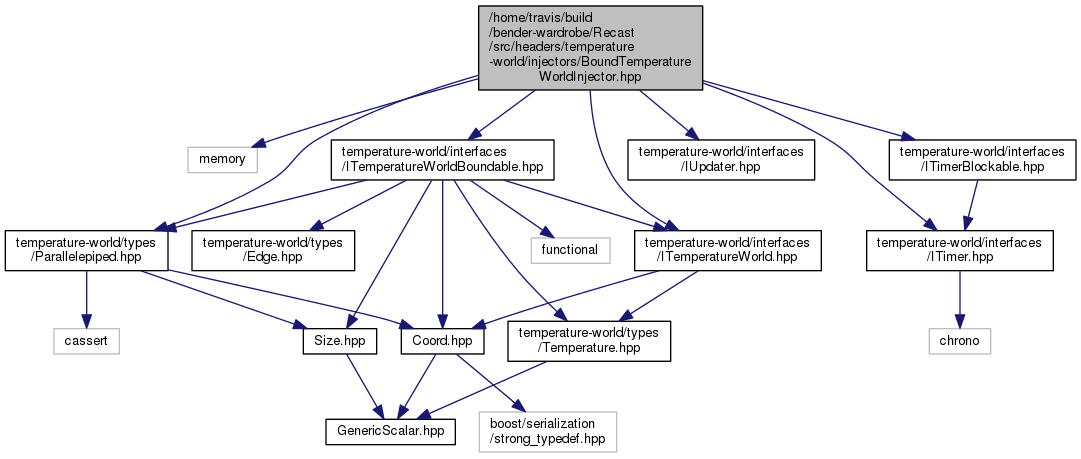 /home/travis/build
/bender-wardrobe/Recast
/src/headers/temperature
-world/injectors/BoundTemperature
WorldInjector.hpp
memory
temperature-world/interfaces
/ITemperatureWorldBoundable.hpp
temperature-world/interfaces
/IUpdater.hpp
temperature-world/interfaces
/ITimerBlockable.hpp
temperature-world/types
/Parallelepiped.hpp
temperature-world/types
/Edge.hpp
functional
temperature-world/interfaces
/ITemperatureWorld.hpp
temperature-world/interfaces
/ITimer.hpp
cassert
Size.hpp
Coord.hpp
temperature-world/types
/Temperature.hpp
chrono
GenericScalar.hpp
boost/serialization
/strong_typedef.hpp